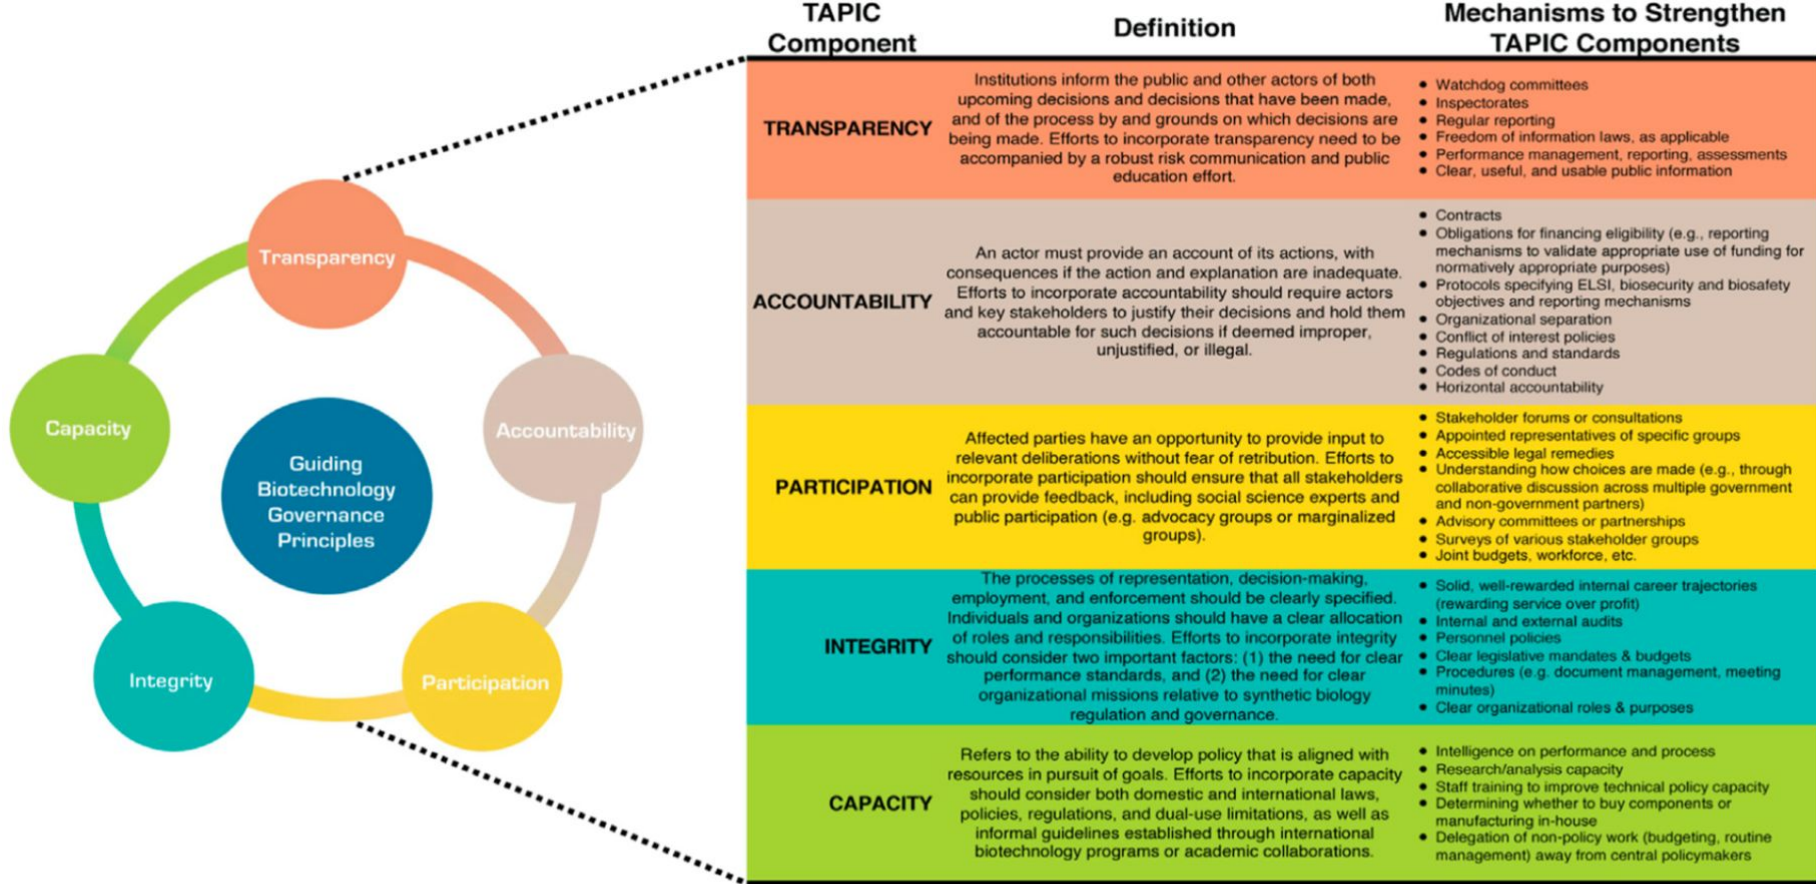 Transparency
Accountability
Participation
Integrity
Capacity
Guiding
Biotechnology
Governance
Principles
TAPIC
Component
Definition
Mechanisms to Strengthen
TAPIC Components
TRANSPARENCY
Institutions inform the public and other actors of both
upcoming decisions and decisions that have been made,
and of the process by and grounds on which decisions are
being made. Efforts to incorporate transparency need to be
accompanied by a robust risk communication and public
education effort.
• Watchdog committees
• Inspectorates
• Regular reporting
• Freedom of information laws, as applicable
• Performance management, reporting, assessments
• Clear, useful, and usable public information
ACCOUNTABILITY
An actor must provide an account of its actions, with
consequences if the action and explanation are inadequate.
Efforts to incorporate accountability should require actors
and key stakeholders to justify their decisions and hold them
accountable for such decisions if deemed improper,
unjustified, or illegal.
• Contracts
• Obligations for financing eligibility (e.g., reporting
mechanisms to validate appropriate use of funding for
normatively appropriate purposes)
• Protocols specifying ELSI, biosecurity and biosafety
objectives and reporting mechanisms
• Organizational separation
• Conflict of interest policies
• Regulations and standards
• Codes of conduct
• Horizontal accountability
PARTICIPATION
Affected parties have an opportunity to provide input to
relevant deliberations without fear of retribution. Efforts to
incorporate participation should ensure that all stakeholders
can provide feedback, including social science experts and
public participation (e.g. advocacy groups or marginalized
groups).
• Stakeholder forums or consultations
• Appointed representatives of specific groups
• Accessible legal remedies
• Understanding how choices are made (e.g., through
collaborative discussion across multiple government
and non-government partners)
• Advisory committees or partnerships
• Surveys of various stakeholder groups
• Joint budgets, workforce, etc.
INTEGRITY
The processes of representation, decision-making,
employment, and enforcement should be clearly specified.
Individuals and organizations should have a clear allocation
of roles and responsibilities. Efforts to incorporate integrity
should consider two important factors: (1) the need for clear
performance standards, and (2) the need for clear
organizational missions relative to synthetic biology
regulation and governance.
• Solid, well-rewarded internal career trajectories
(rewarding service over profit)
• Internal and external audits
• Personnel policies
• Clear legislative mandates & budgets
• Procedures (e.g. document management, meeting
minutes)
• Clear organizational roles & purposes
CAPACITY
Refers to the ability to develop policy that is aligned with
resources in pursuit of goals. Efforts to incorporate capacity
should consider both domestic and international laws,
policies, regulations, and dual-use limitations, as well as
informal guidelines established through international
biotechnology programs or academic collaborations.
• Intelligence on performance and process
• Research/analysis capacity
• Staff training to improve technical policy capacity
• Determining whether to buy components or
manufacturing in-house
• Delegation of non-policy work (budgeting, routine
management) away from central policymakers